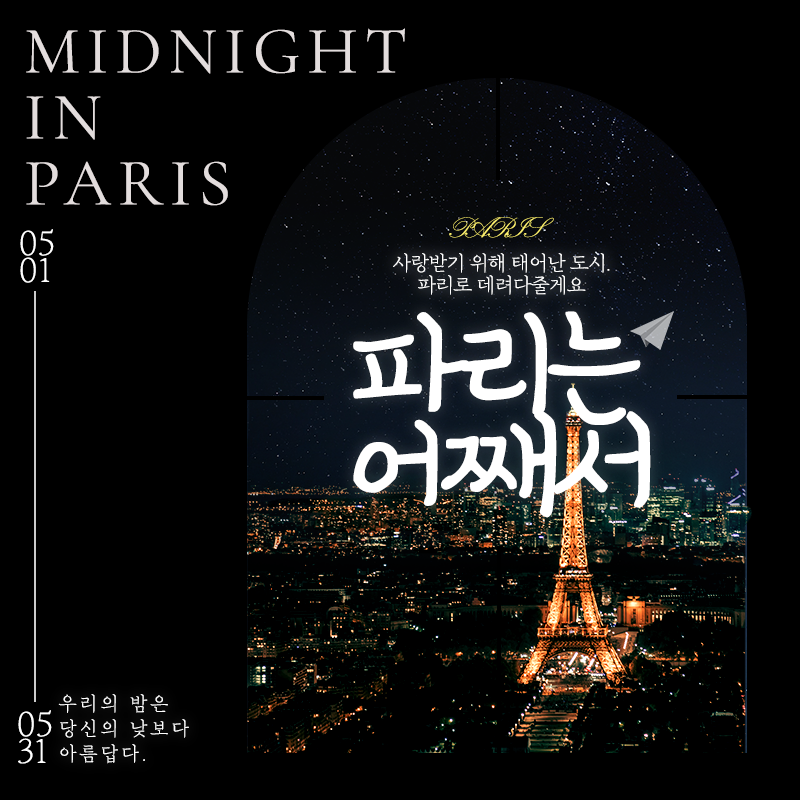 MIDNIGHT
IN
PARIS
05
01
PARIS
사랑받기 위해 태어난 도시.
파리로 데려다줄게요
파리는
어째서
05
31
우리의 밤은
당신의 낮보다
아름답다.